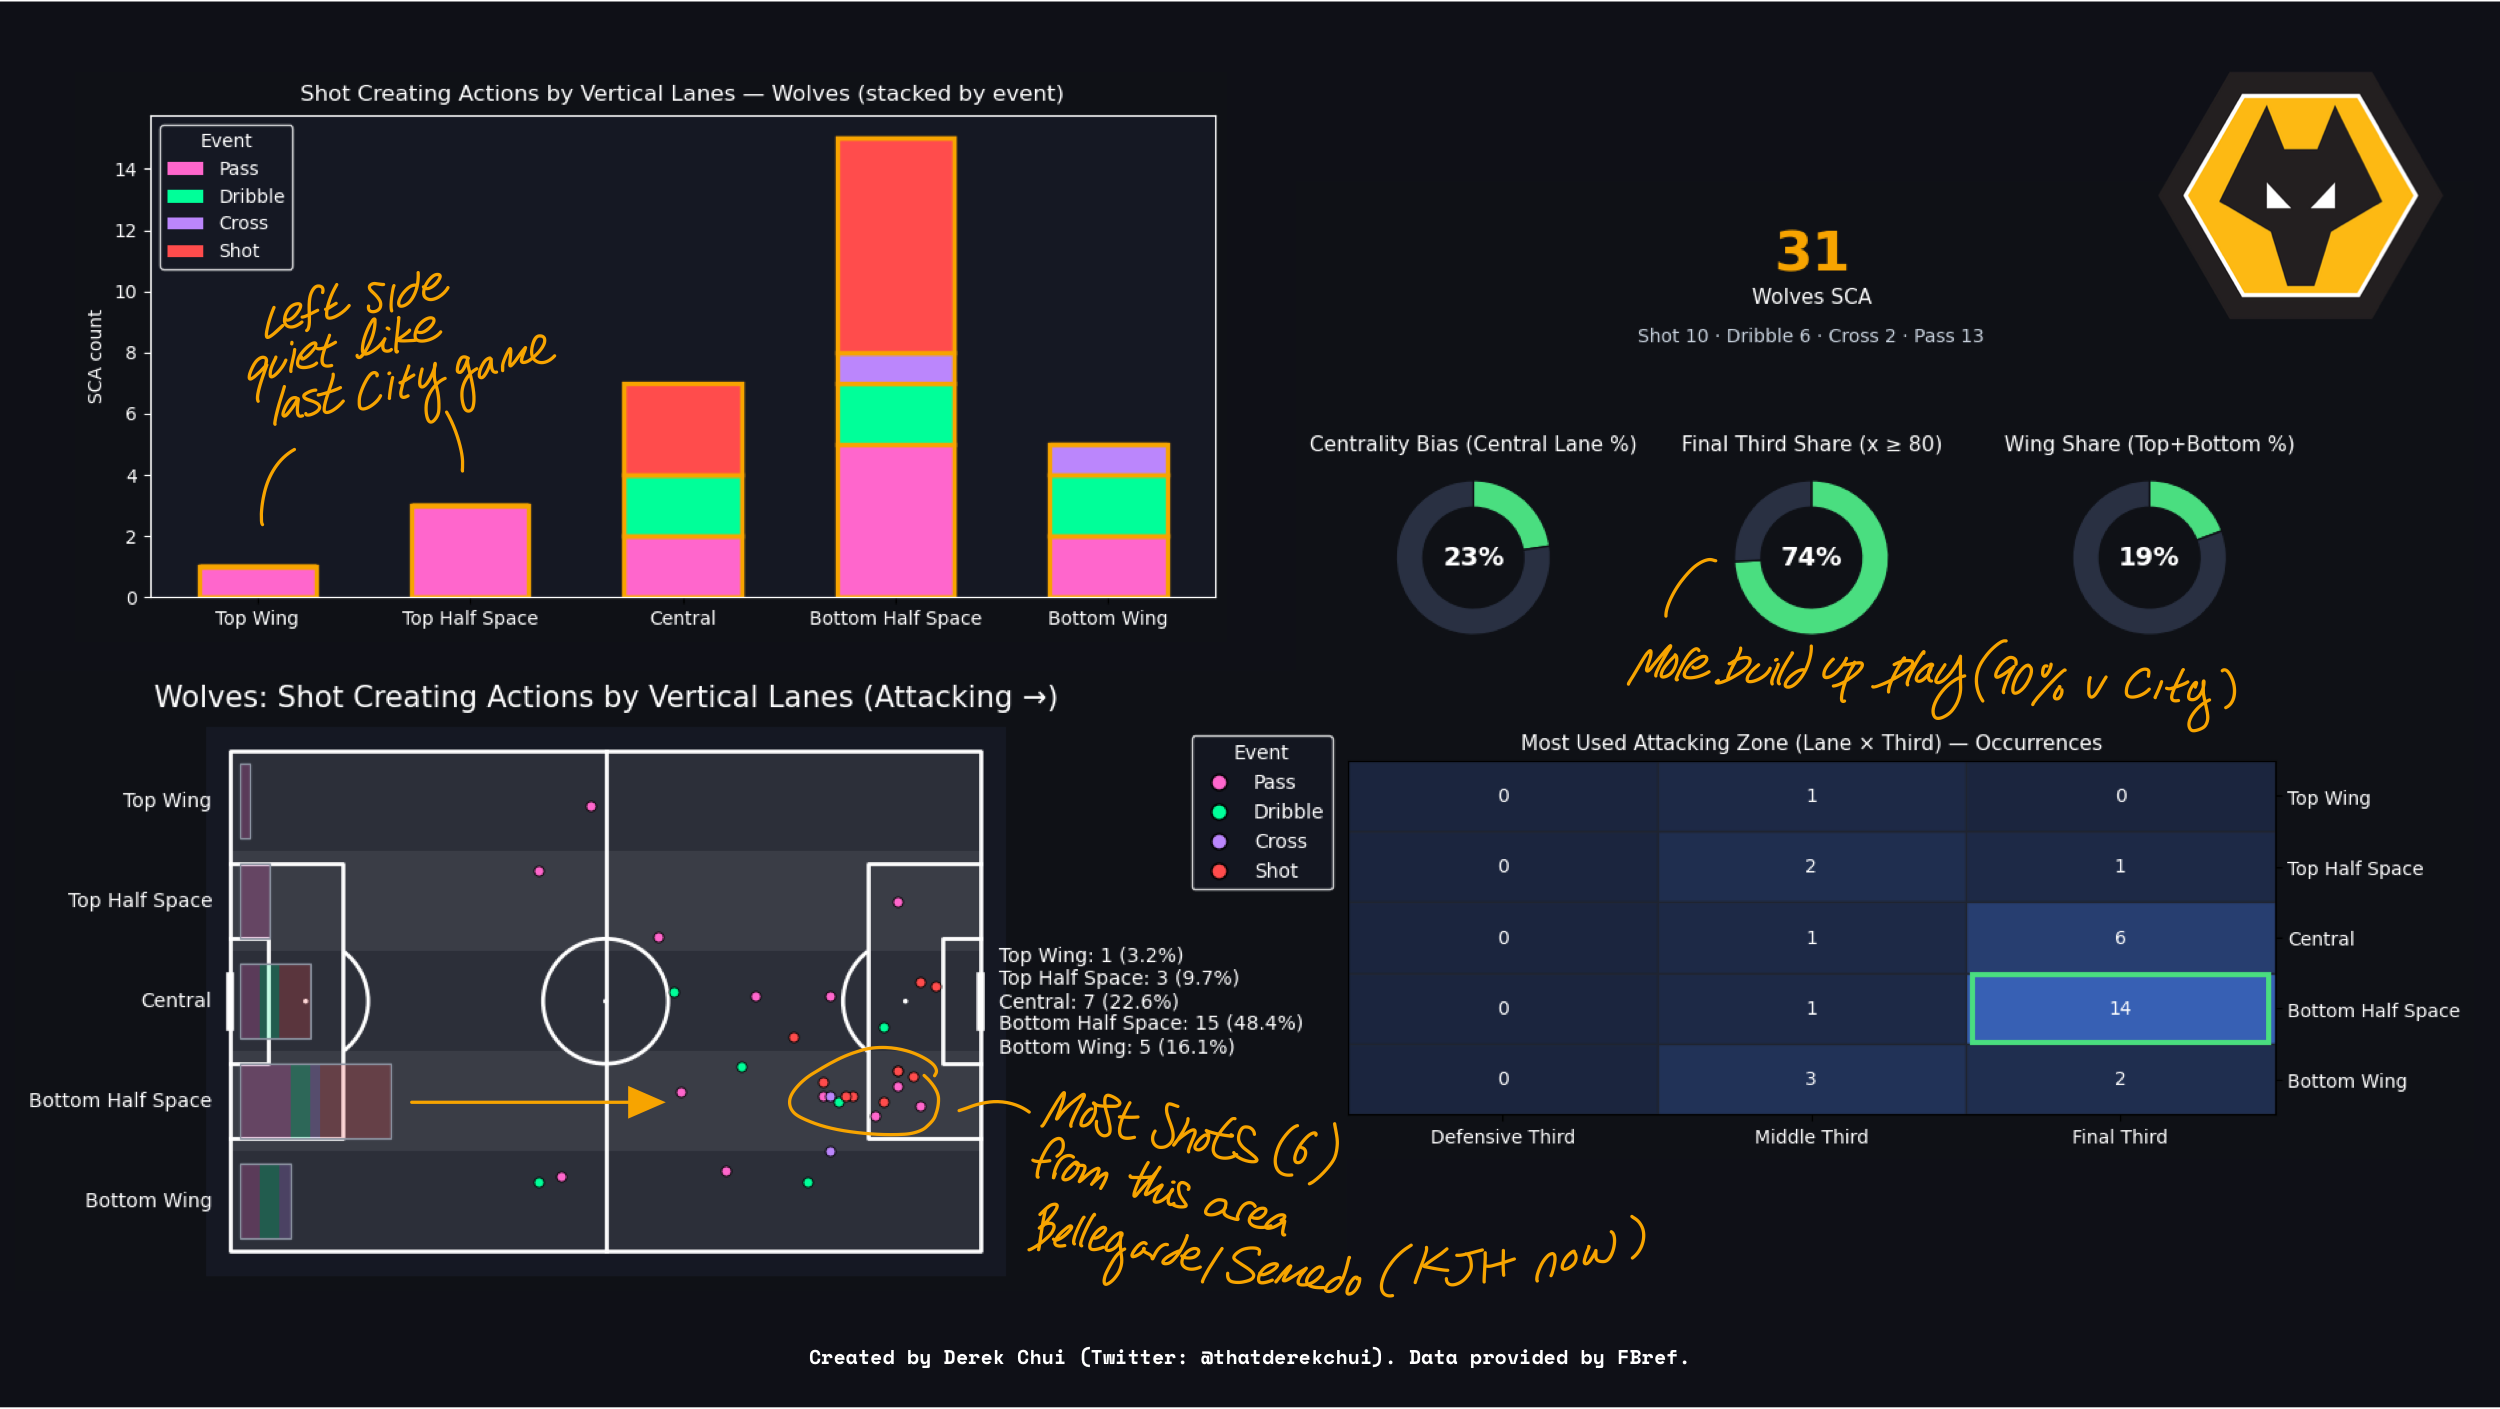 Shot Creating Actions by Vertical Lanes — Wolves (stacked by event)
Event
Pass
Dribble
Cross
Shot
SCA count
14
12
10
8
6
4
2
0
Left side
quiet like
last City game
Top Wing
Top Half Space
Central
Bottom Half Space
Bottom Wing
31
Wolves SCA
Shot 10 · Dribble 6 · Cross 2 · Pass 13
Centrality Bias (Central Lane %)
23%
Final Third Share (x ≥ 80)
74%
Wing Share (Top+Bottom %)
19%
More build up play (90% v City)
Wolves: Shot Creating Actions by Vertical Lanes (Attacking →)
Top Wing
Top Half Space
Central
Bottom Half Space
Bottom Wing
Event
Pass
Dribble
Cross
Shot
Top Wing: 1 (3.2%)
Top Half Space: 3 (9.7%)
Central: 7 (22.6%)
Bottom Half Space: 15 (48.4%)
Bottom Wing: 5 (16.1%)
Most Shots (6)
from this area
Bellegarde/Semedo (KJH now)
Most Used Attacking Zone (Lane × Third) — Occurrences
0 1 0 Top Wing
0 2 1 Top Half Space
0 1 6 Central
0 1 14 Bottom Half Space
0 3 2 Bottom Wing
Defensive Third Middle Third Final Third
Created by Derek Chui (Twitter: @thatderekchui). Data provided by FBref.